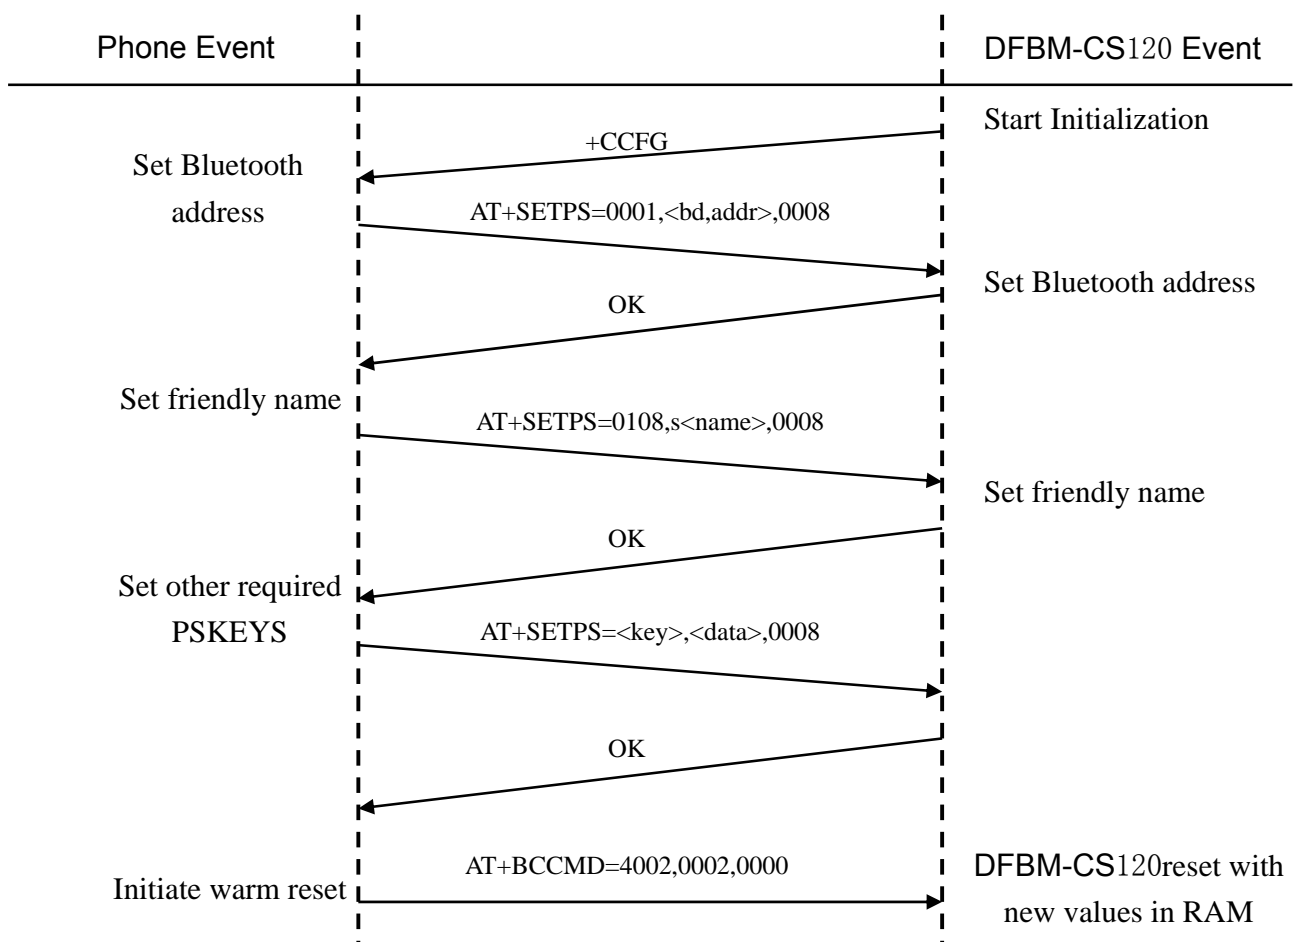 Phone Event
DFBM-CS120 Event
Start Initialization
+CCFG
Set Bluetooth
address
AT+SETPS=0001,<bd,addr>,0008
Set Bluetooth address
OK
Set friendly name
AT+SETPS=0108,s<name>,0008
Set friendly name
OK
Set other required
PSKEYS
AT+SETPS=<key>,<data>,0008
OK
AT+BCCMD=4002,0002,0000
Initiate warm reset
DFBM-CS120reset with
new values in RAM